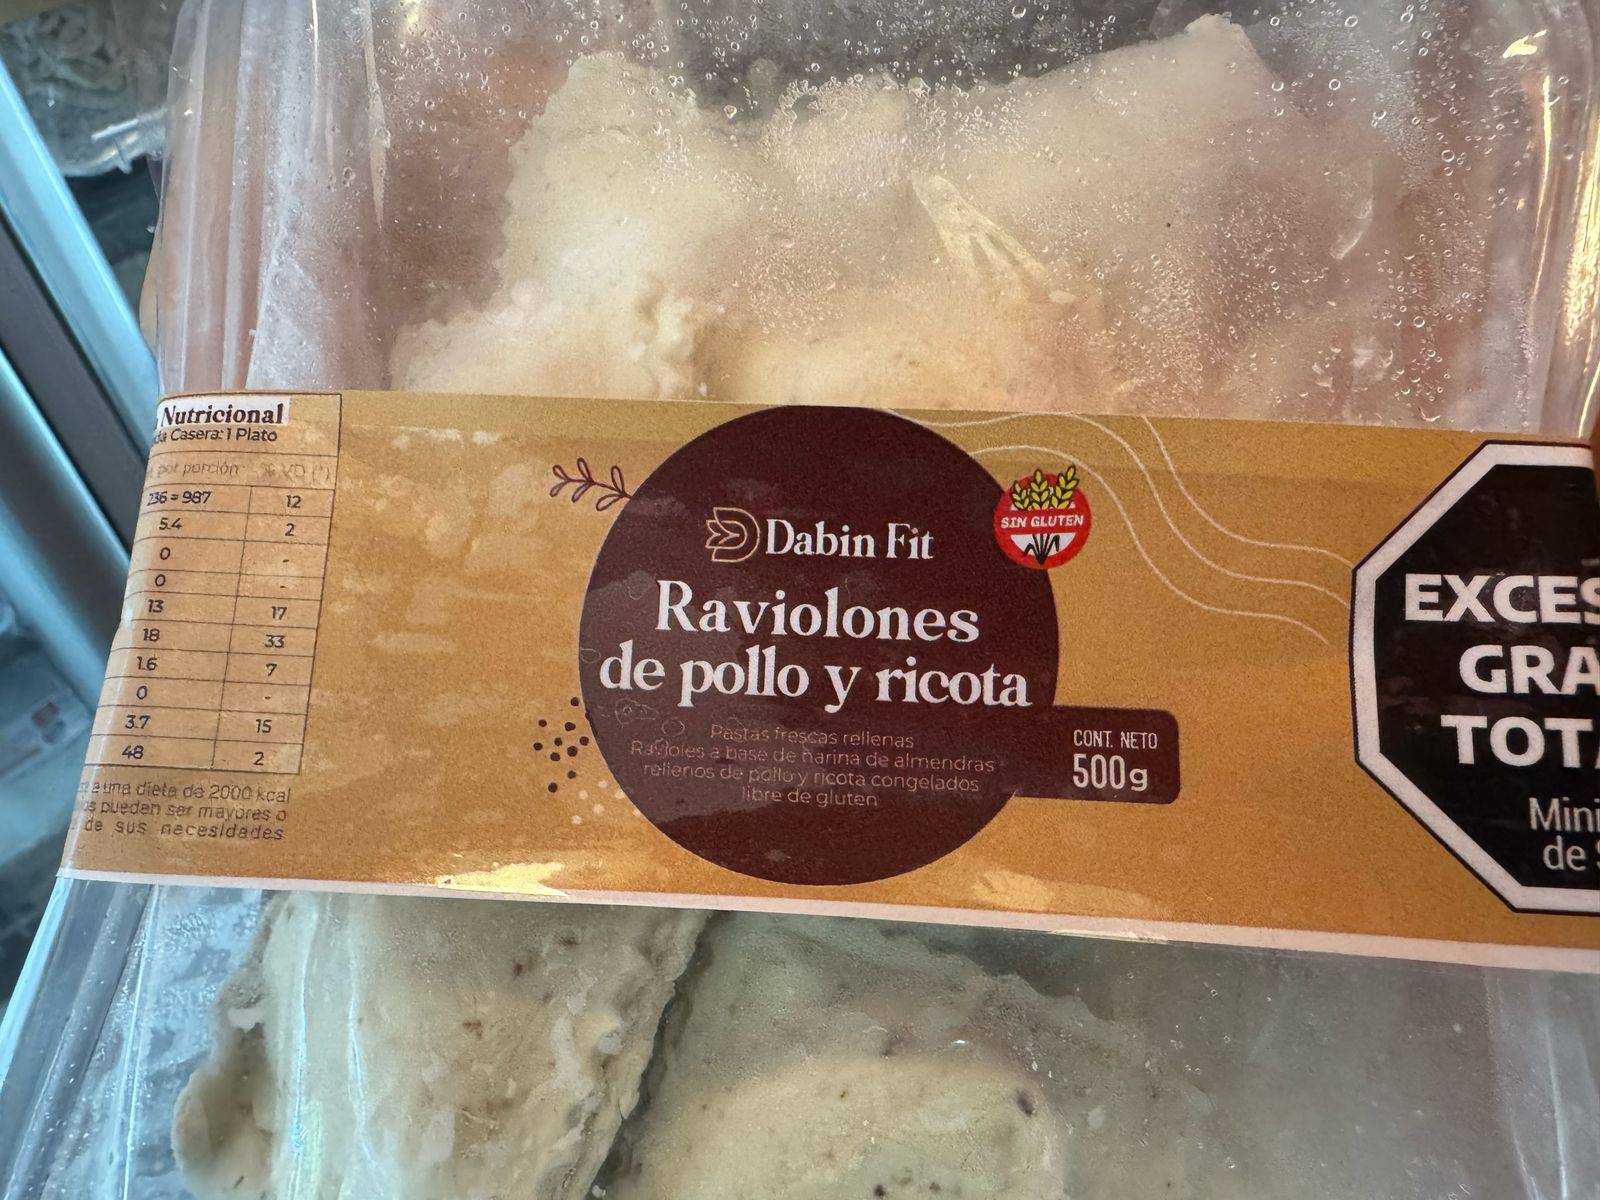 Nutricional
Casera: 1 Plato
por porción % VD (*)
236 = 987 12
5.4 2
0 -
0 -
13 17
18 33
1.6 7
0 -
3.7 15
48 2
a una dieta de 2000 kcal
pueden ser mayores o
de sus necesidades
Dabin Fit
SIN GLUTEN
Raviolones
de pollo y ricota
Pastas frescas rellenas
Ravioles a base de harina de almendras
rellenos de pollo y ricota congelados
libre de gluten
CONT. NETO
500g
EXCES
GRA
TOTA
Mini
de S